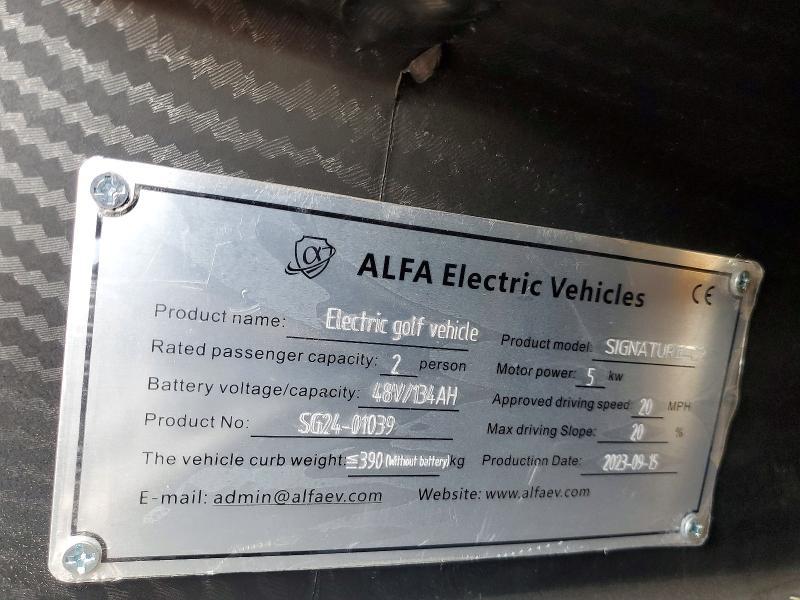 α ALFA Electric Vehicles CE
Product name: Electric golf vehicle
Product model: SIGNATURE
Rated passenger capacity: 2 person
Motor power: 5 kw
Battery voltage/capacity: 48V/134AH
Approved driving speed: 20 MPH
Product No: SG24-01039
Max driving Slope: 20 %
The vehicle curb weight: ≦390 (Without battery) kg
Production Date: 2023-09-15
E-mail: admin@alfaev.com Website: www.alfaev.com